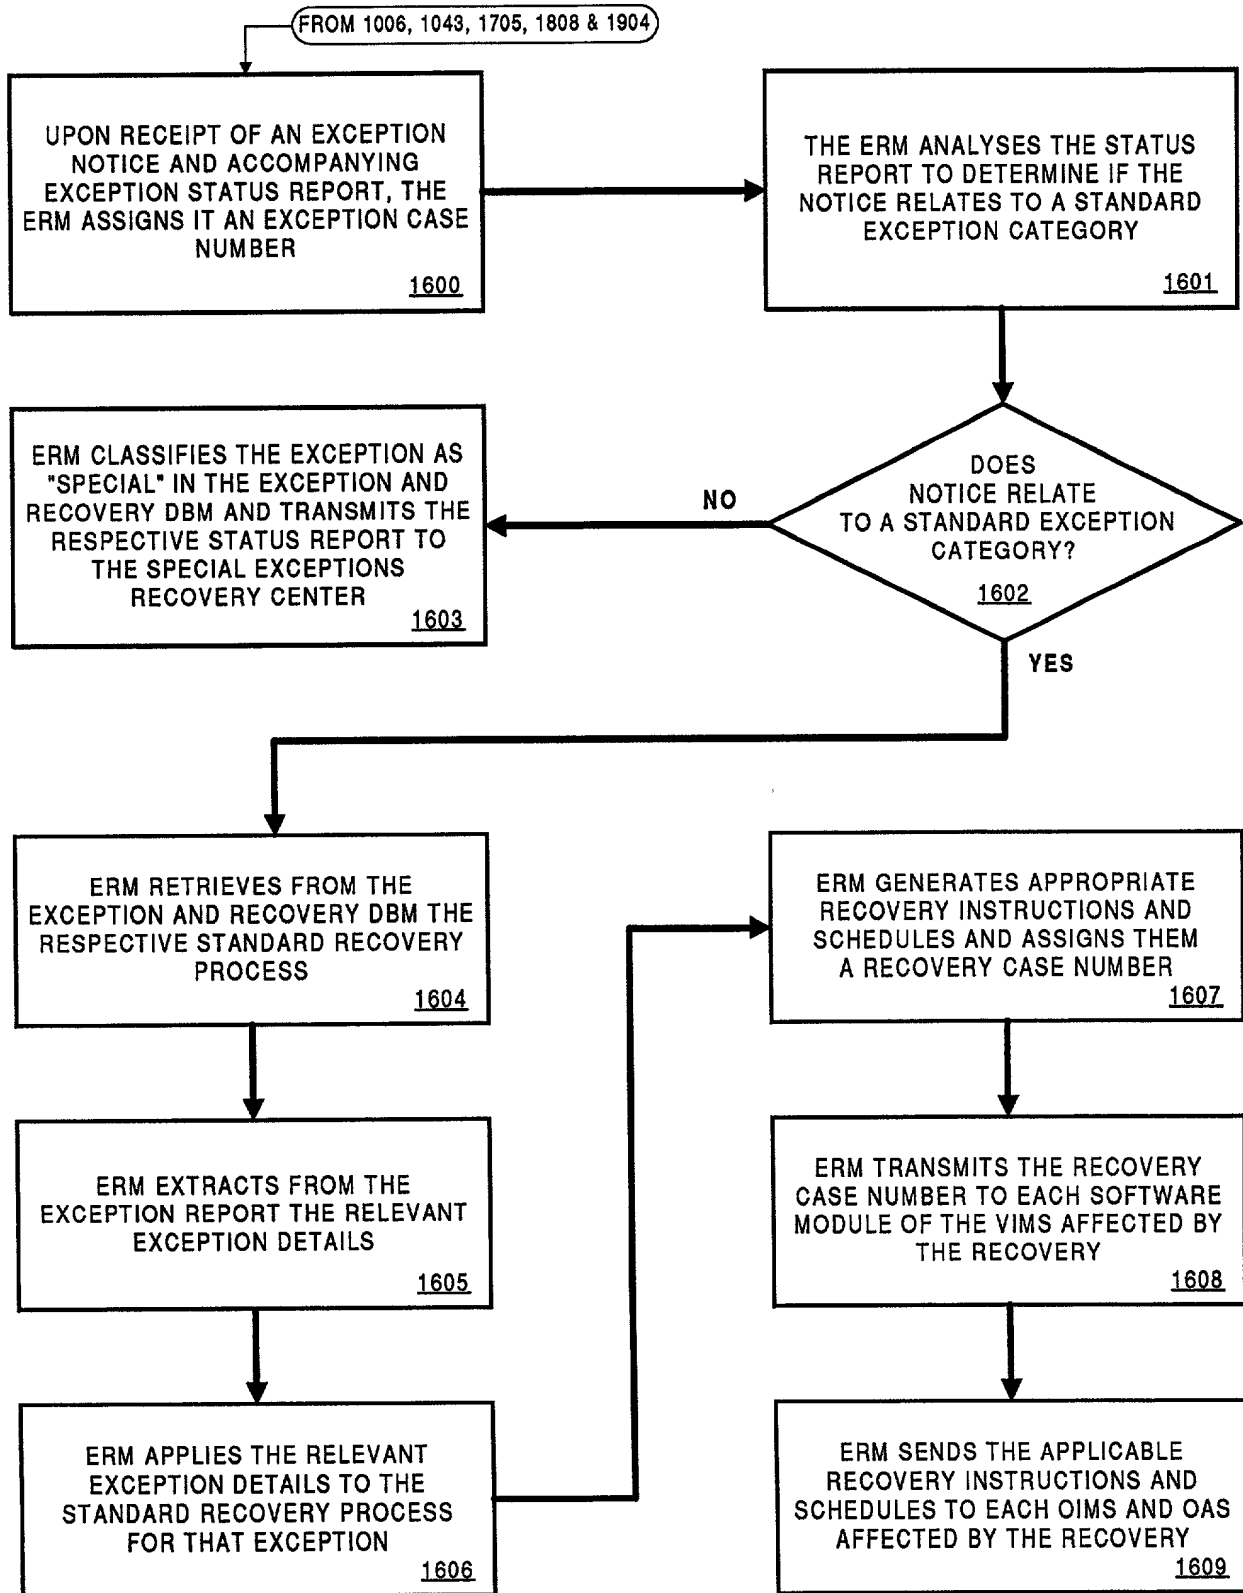 FROM 1006, 1043, 1705, 1808 & 1904
UPON RECEIPT OF AN EXCEPTION
NOTICE AND ACCOMPANYING
EXCEPTION STATUS REPORT, THE
ERM ASSIGNS IT AN EXCEPTION CASE
NUMBER
1600
THE ERM ANALYSES THE STATUS
REPORT TO DETERMINE IF THE
NOTICE RELATES TO A STANDARD
EXCEPTION CATEGORY
1601
DOES
NOTICE RELATE
TO A STANDARD EXCEPTION
CATEGORY?
1602
NO
ERM CLASSIFIES THE EXCEPTION AS
"SPECIAL" IN THE EXCEPTION AND
RECOVERY DBM AND TRANSMITS THE
RESPECTIVE STATUS REPORT TO
THE SPECIAL EXCEPTIONS
RECOVERY CENTER
1603
YES
ERM RETRIEVES FROM THE
EXCEPTION AND RECOVERY DBM THE
RESPECTIVE STANDARD RECOVERY
PROCESS
1604
ERM EXTRACTS FROM THE
EXCEPTION REPORT THE RELEVANT
EXCEPTION DETAILS
1605
ERM APPLIES THE RELEVANT
EXCEPTION DETAILS TO THE
STANDARD RECOVERY PROCESS
FOR THAT EXCEPTION
1606
ERM GENERATES APPROPRIATE
RECOVERY INSTRUCTIONS AND
SCHEDULES AND ASSIGNS THEM
A RECOVERY CASE NUMBER
1607
ERM TRANSMITS THE RECOVERY
CASE NUMBER TO EACH SOFTWARE
MODULE OF THE VIMS AFFECTED BY
THE RECOVERY
1608
ERM SENDS THE APPLICABLE
RECOVERY INSTRUCTIONS AND
SCHEDULES TO EACH OIMS AND OAS
AFFECTED BY THE RECOVERY
1609